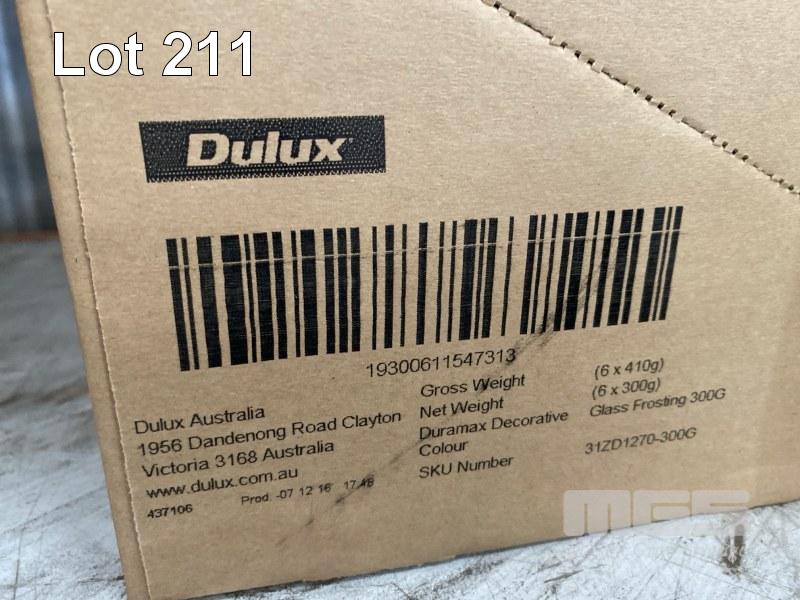 Lot 211
Dulux
19300611547313
Gross Weight (6 x 410g)
Net Weight (6 x 300g)
Duramax Decorative Glass Frosting 300G
Colour
SKU Number 31ZD1270-300G
Dulux Australia
1956 Dandenong Road Clayton
Victoria 3168 Australia
www.dulux.com.au
437106 Prod. -07 12 16 17.48
MGS